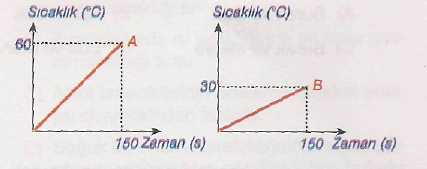 Sıcaklık (°C)
60
A
150 Zaman (s)
Sıcaklık (°C)
30
B
150 Zaman (s)